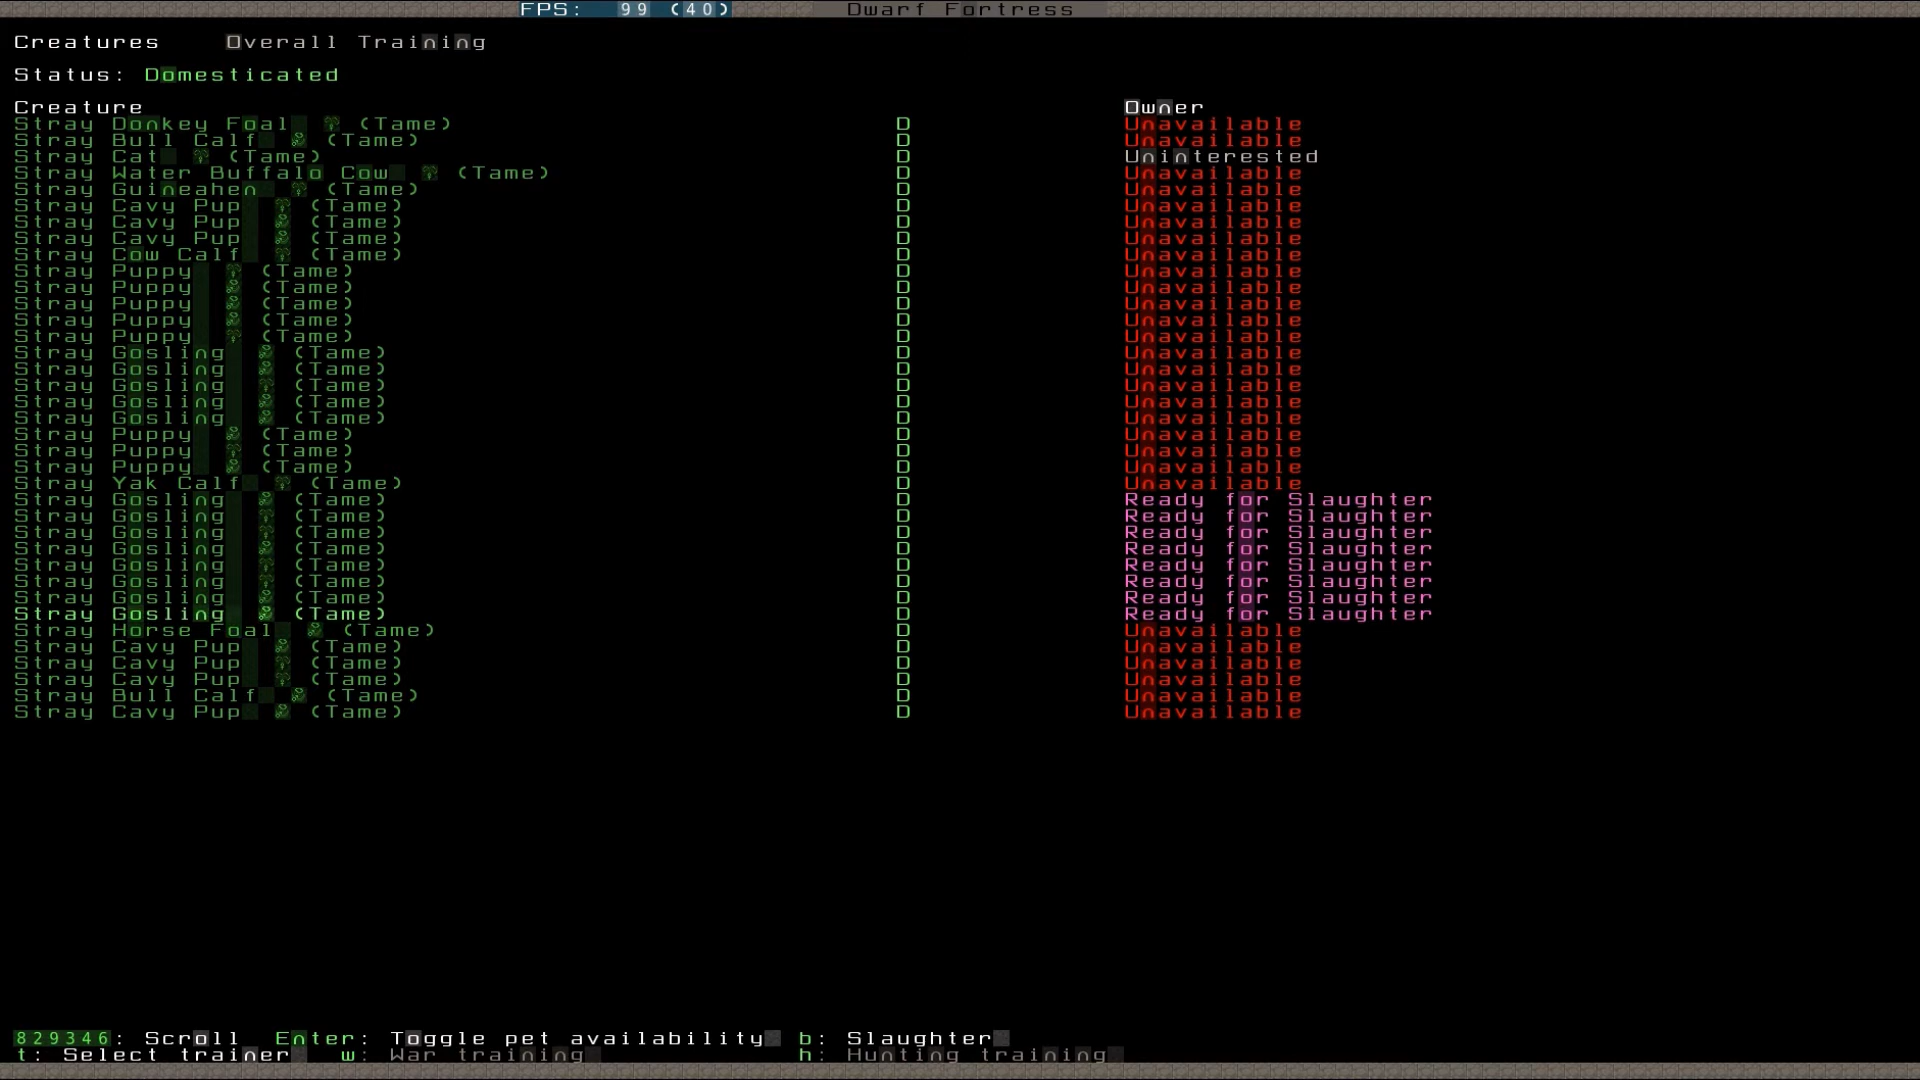 FPS: 99 (40) Dwarf Fortress
Creatures Overall Training
Status: Domesticated
Creature Owner
Stray Donkey Foal ♀ (Tame) D Unavailable
Stray Bull Calf ♂ (Tame) D Unavailable
Stray Cat ♀ (Tame) D Uninterested
Stray Water Buffalo Cow ♀ (Tame) D Unavailable
Stray Guineahen ♀ (Tame) D Unavailable
Stray Cavy Pup ♀ (Tame) D Unavailable
Stray Cavy Pup ♂ (Tame) D Unavailable
Stray Cavy Pup ♂ (Tame) D Unavailable
Stray Cow Calf ♀ (Tame) D Unavailable
Stray Puppy ♀ (Tame) D Unavailable
Stray Puppy ♂ (Tame) D Unavailable
Stray Puppy ♂ (Tame) D Unavailable
Stray Puppy ♂ (Tame) D Unavailable
Stray Puppy ♀ (Tame) D Unavailable
Stray Gosling ♂ (Tame) D Unavailable
Stray Gosling ♂ (Tame) D Unavailable
Stray Gosling ♀ (Tame) D Unavailable
Stray Gosling ♂ (Tame) D Unavailable
Stray Gosling ♂ (Tame) D Unavailable
Stray Puppy ♂ (Tame) D Unavailable
Stray Puppy ♀ (Tame) D Unavailable
Stray Puppy ♂ (Tame) D Unavailable
Stray Yak Calf ♀ (Tame) D Unavailable
Stray Gosling ♂ (Tame) D Ready for Slaughter
Stray Gosling ♀ (Tame) D Ready for Slaughter
Stray Gosling ♀ (Tame) D Ready for Slaughter
Stray Gosling ♂ (Tame) D Ready for Slaughter
Stray Gosling ♀ (Tame) D Ready for Slaughter
Stray Gosling ♀ (Tame) D Ready for Slaughter
Stray Gosling ♂ (Tame) D Ready for Slaughter
Stray Gosling ♂ (Tame) D Ready for Slaughter
Stray Horse Foal ♂ (Tame) D Unavailable
Stray Cavy Pup ♂ (Tame) D Unavailable
Stray Cavy Pup ♀ (Tame) D Unavailable
Stray Cavy Pup ♀ (Tame) D Unavailable
Stray Bull Calf ♂ (Tame) D Unavailable
Stray Cavy Pup ♂ (Tame) D Unavailable
829346: Scroll Enter: Toggle pet availability b: Slaughter
t: Select trainer w: War training h: Hunting training